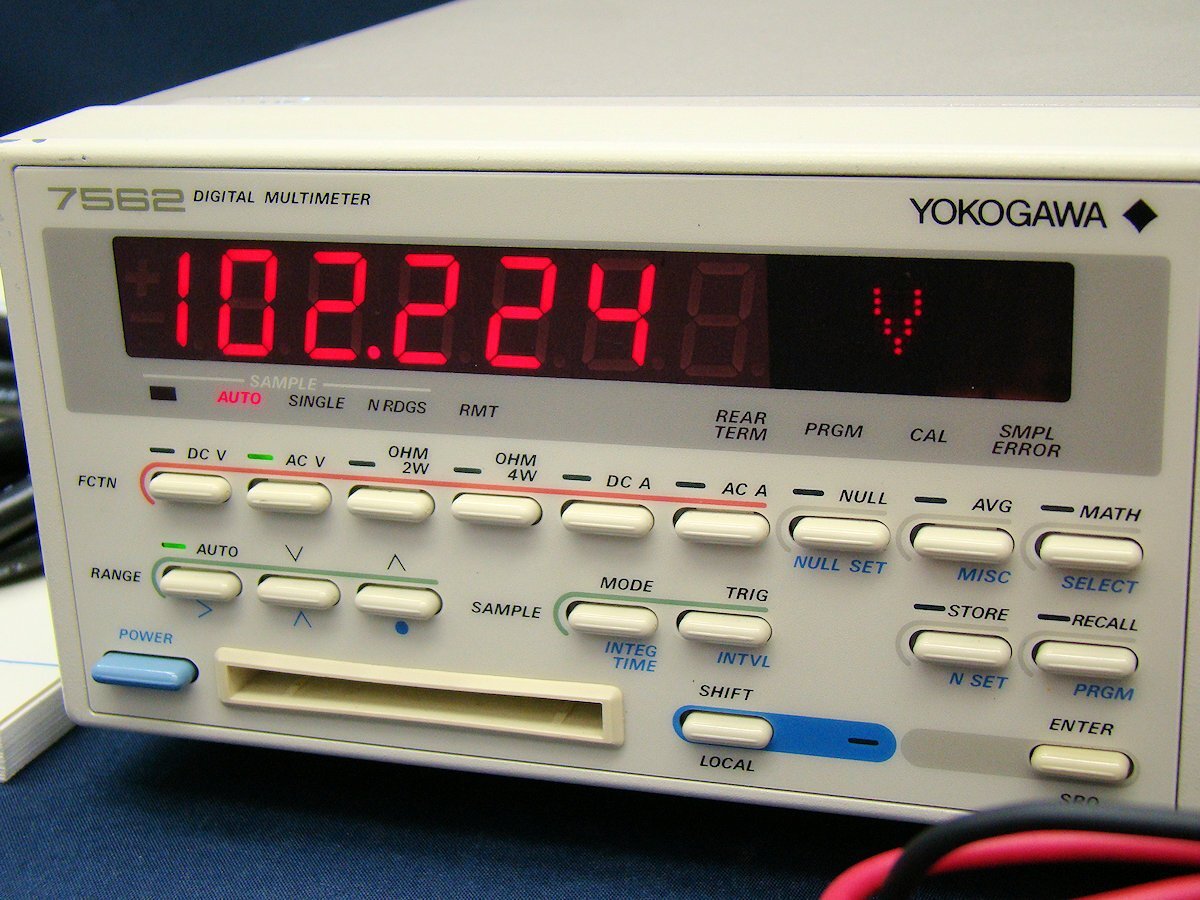 7562 DIGITAL MULTIMETER
YOKOGAWA
102.224 V
SAMPLE
AUTO SINGLE N RDGS RMT
REAR TERM PRGM CAL SMPL ERROR
FCTN DC V AC V OHM 2W OHM 4W DC A AC A NULL AVG MATH
NULL SET MISC SELECT
RANGE AUTO
SAMPLE MODE TRIG STORE RECALL
INTEG TIME INTVL N SET PRGM
POWER
SHIFT ENTER
LOCAL SRQ